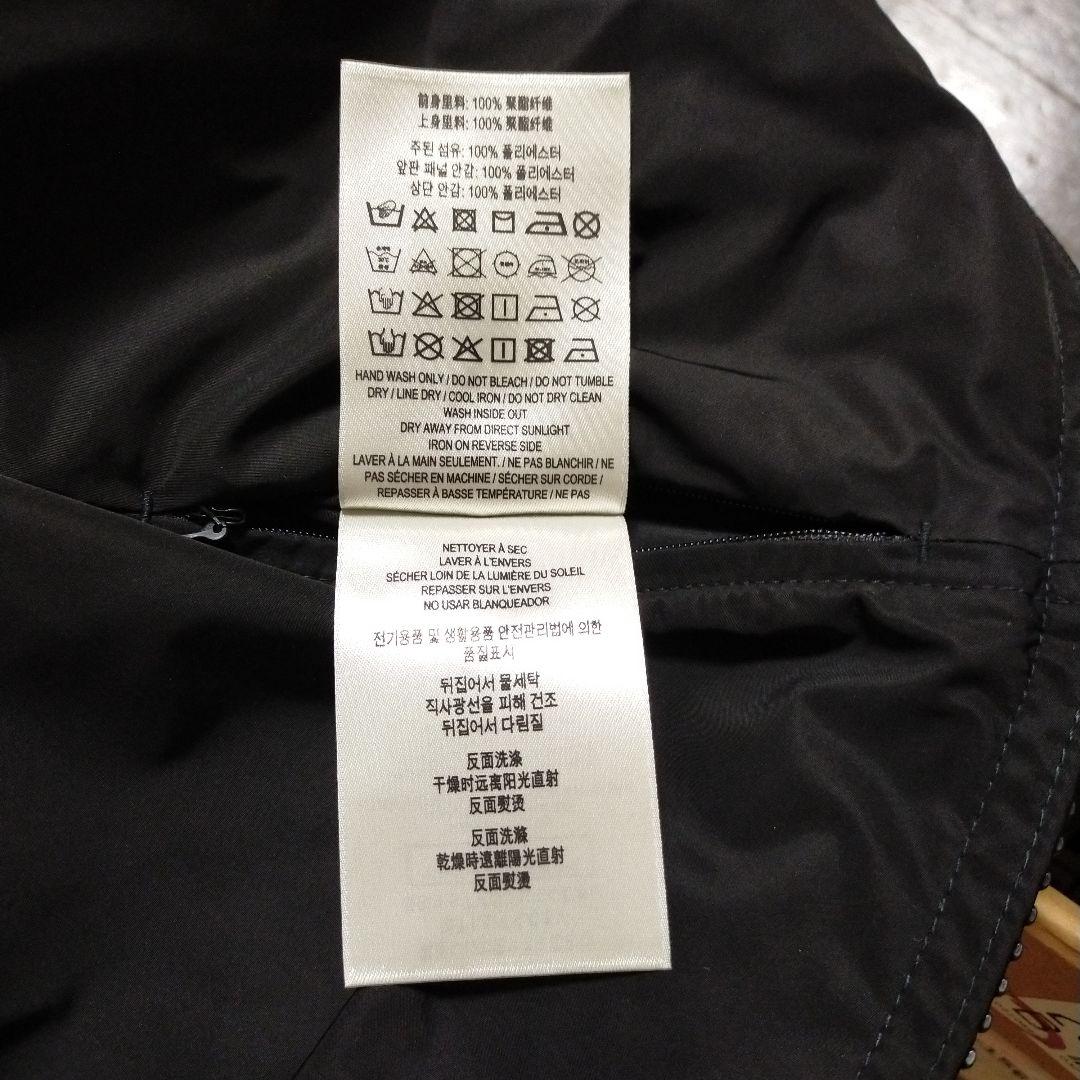 前身里料: 100% 聚酯纤维
上身里料: 100% 聚酯纤维
주된 섬유: 100% 폴리에스터
앞판 패널 안감: 100% 폴리에스터
상단 안감: 100% 폴리에스터
HAND WASH ONLY / DO NOT BLEACH / DO NOT TUMBLE
DRY / LINE DRY / COOL IRON / DO NOT DRY CLEAN
WASH INSIDE OUT
DRY AWAY FROM DIRECT SUNLIGHT
IRON ON REVERSE SIDE
LAVER À LA MAIN SEULEMENT. / NE PAS BLANCHIR / NE
PAS SÉCHER EN MACHINE / SÉCHER SUR CORDE /
REPASSER À BASSE TEMPÉRATURE / NE PAS
NETTOYER À SEC
LAVER À L'ENVERS
SÉCHER LOIN DE LA LUMIÈRE DU SOLEIL
REPASSER SUR L'ENVERS
NO USAR BLANQUEADOR
전기용품 및 생활용품 안전관리법에 의한
품질표시
뒤집어서 물세탁
직사광선을 피해 건조
뒤집어서 다림질
反面洗涤
干燥时远离阳光直射
反面熨烫
反面洗滌
乾燥時遠離陽光直射
反面熨燙